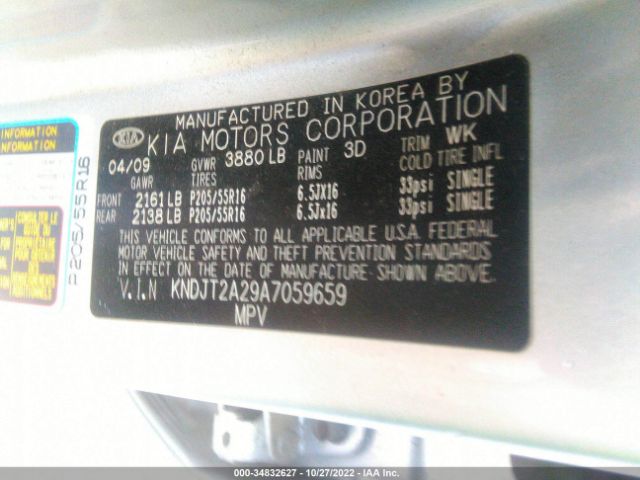 MANUFACTURED IN KOREA BY
KIA KIA MOTORS CORPORATION
04/09 GVWR 3880 LB PAINT 3D TRIM WK
GAWR TIRES RIMS COLD TIRE INFL
FRONT 2161 LB P205/55R16 6.5JX16 33psi SINGLE
REAR 2138 LB P205/55R16 6.5Jx16 33psi SINGLE
THIS VEHICLE CONFORMS TO ALL APPLICABLE U.S.A. FEDERAL
MOTOR VEHICLE SAFETY AND THEFT PREVENTION STANDARDS
IN EFFECT ON THE DATE OF MANUFACTURE SHOWN ABOVE.
V.I.N KNDJT2A29A7059659
MPV
INFORMATION
INFORMATION
CONSULTER LE
P205/55R16
000-34832627 - 10/27/2022 - IAA Inc.